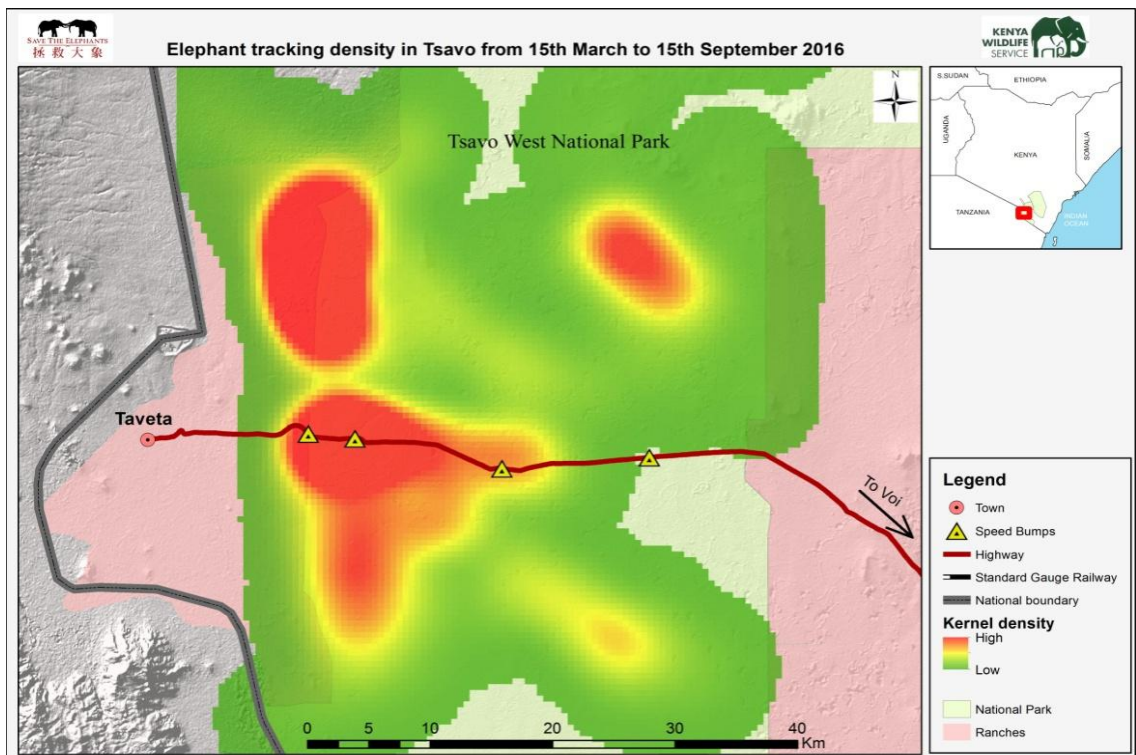 SAVE THE ELEPHANTS
拯救大象
Elephant tracking density in Tsavo from 15th March to 15th September 2016
KENYA
WILDLIFE
SERVICE
N
Tsavo West National Park
S.SUDAN
ETHIOPIA
UGANDA
KENYA
SOMALIA
TANZANIA
INDIAN
OCEAN
Taveta
To Voi
Legend
Town
Speed Bumps
Highway
Standard Gauge Railway
National boundary
Kernel density
High
Low
National Park
Ranches
0 5 10 20 30 40
Km